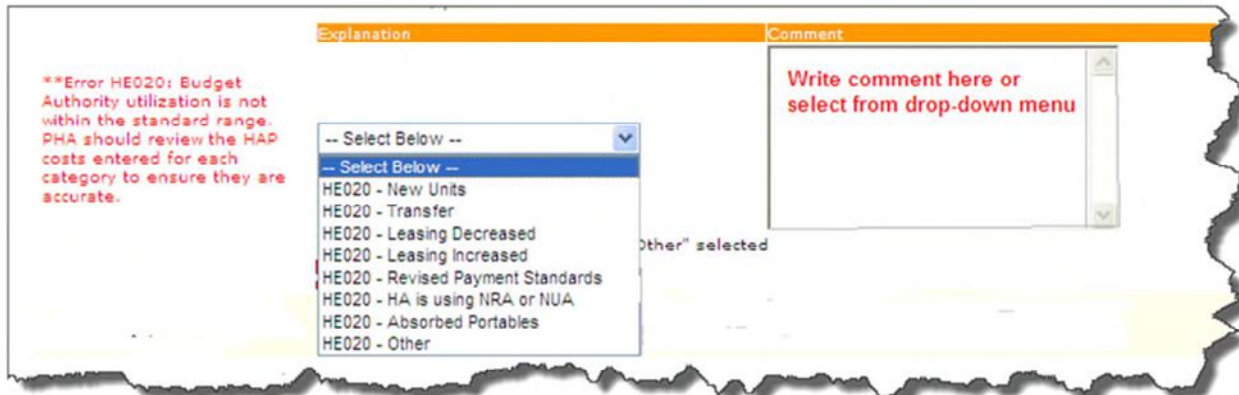 Explanation
Comment
**Error HE020: Budget
Authority utilization is not
within the standard range.
PHA should review the HAP
costs entered for each
category to ensure they are
accurate.
-- Select Below --
-- Select Below --
HE020 - New Units
HE020 - Transfer
HE020 - Leasing Decreased
HE020 - Leasing Increased
HE020 - Revised Payment Standards
HE020 - HA is using NRA or NUA
HE020 - Absorbed Portables
HE020 - Other
Other" selected
Write comment here or
select from drop-down menu